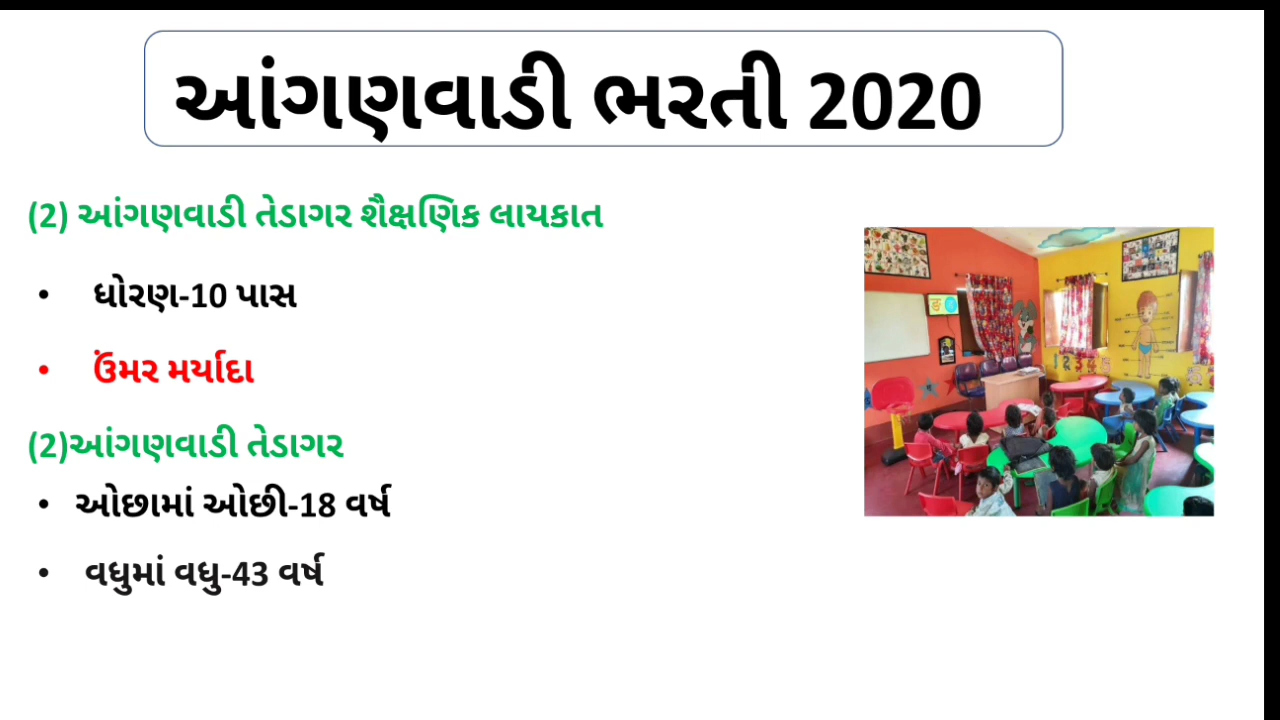 આંગણવાડી ભરતી 2020
(2) આંગણવાડી તેડાગર શૈક્ષણિક લાયકાત
• ધોરણ-10 પાસ
• ઉંમર મર્યાદા
(2)આંગણવાડી તેડાગર
• ઓછામાં ઓછી-18 વર્ષ
• વધુમાં વધુ-43 વર્ષ